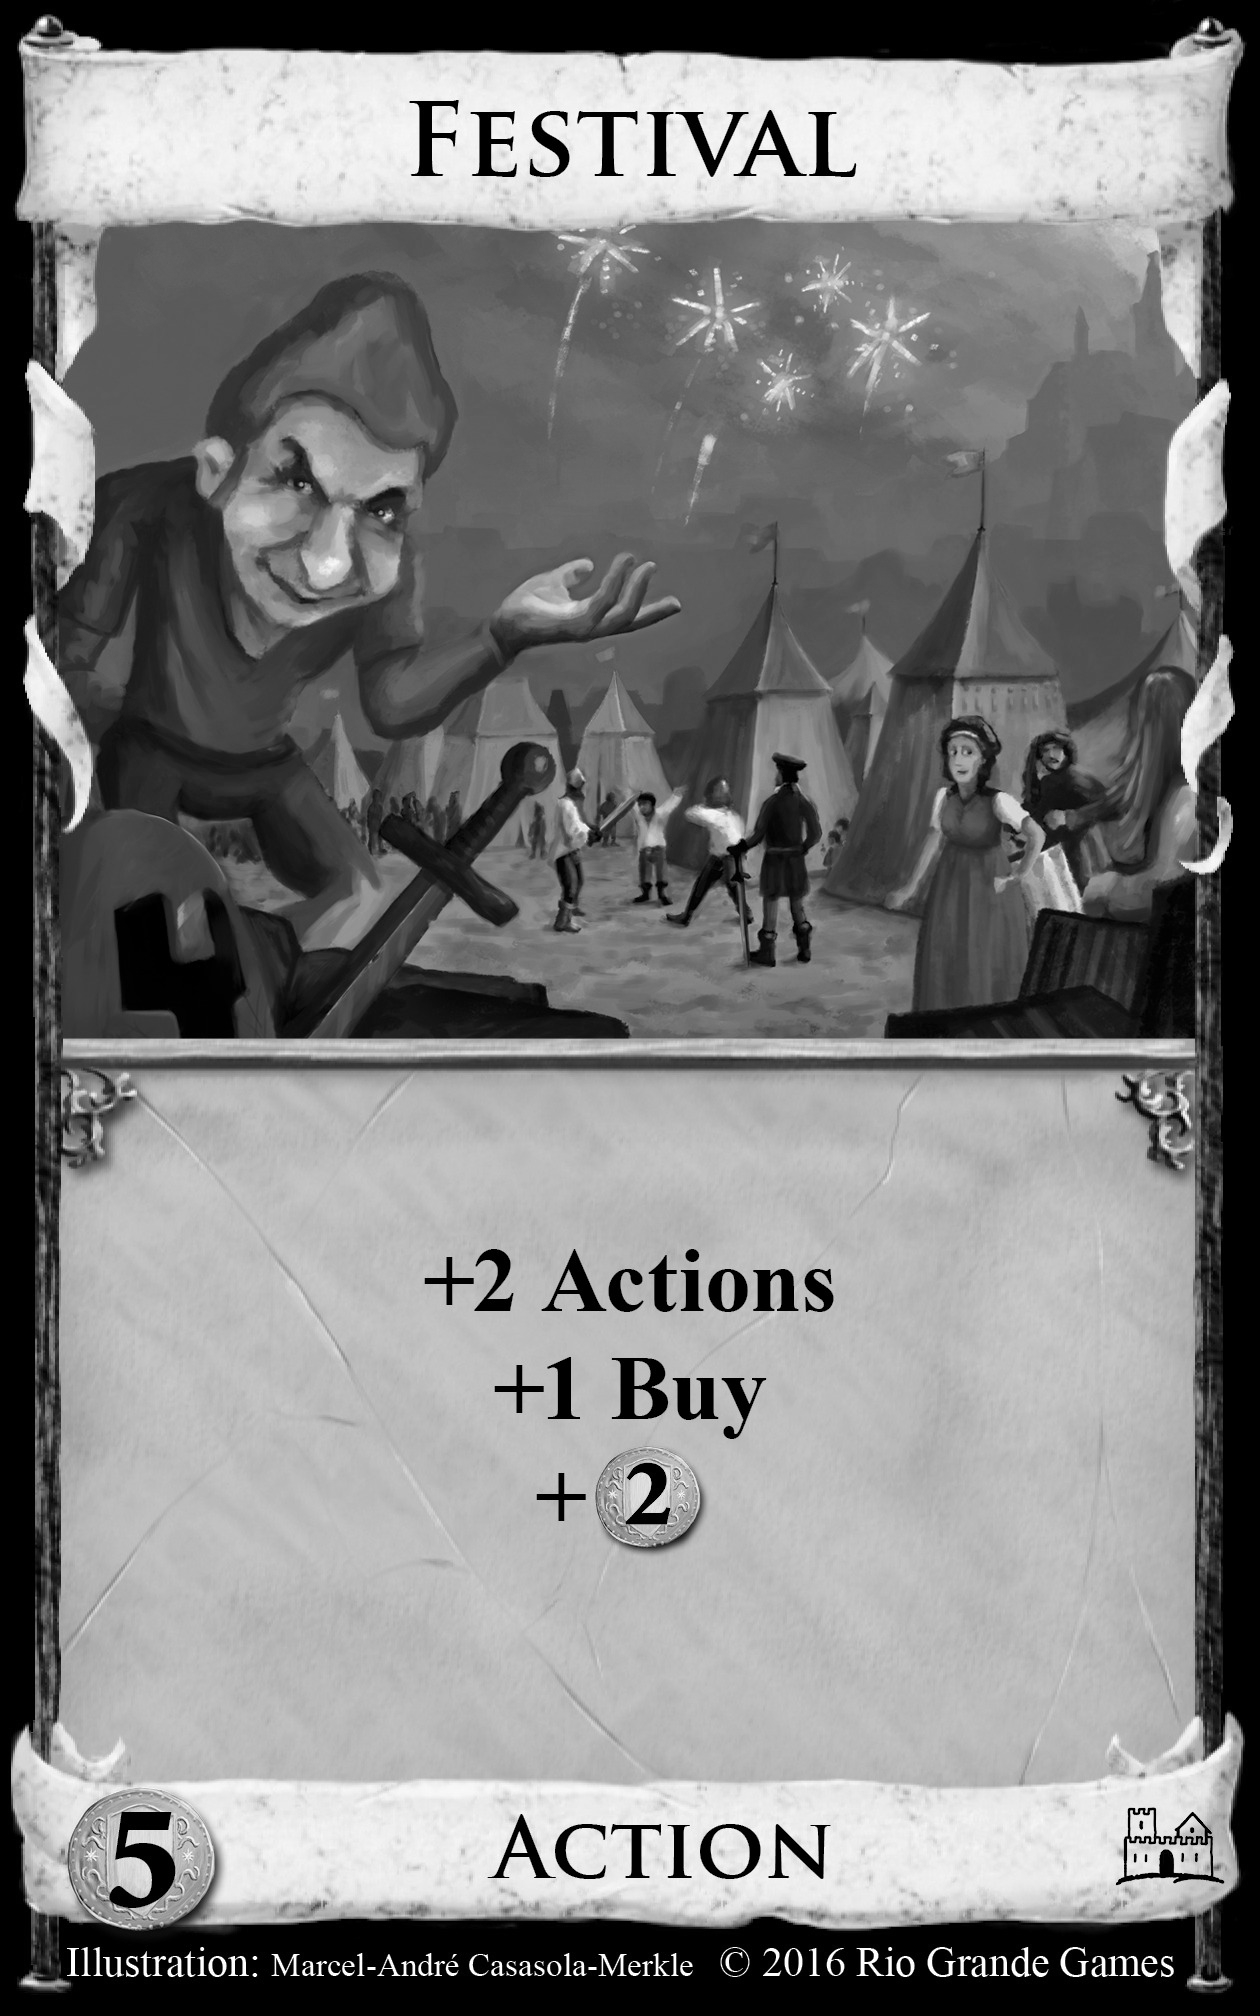 FESTIVAL
+2 Actions
+1 Buy
+ 2
5 ACTION
Illustration: Marcel-André Casasola-Merkle © 2016 Rio Grande Games